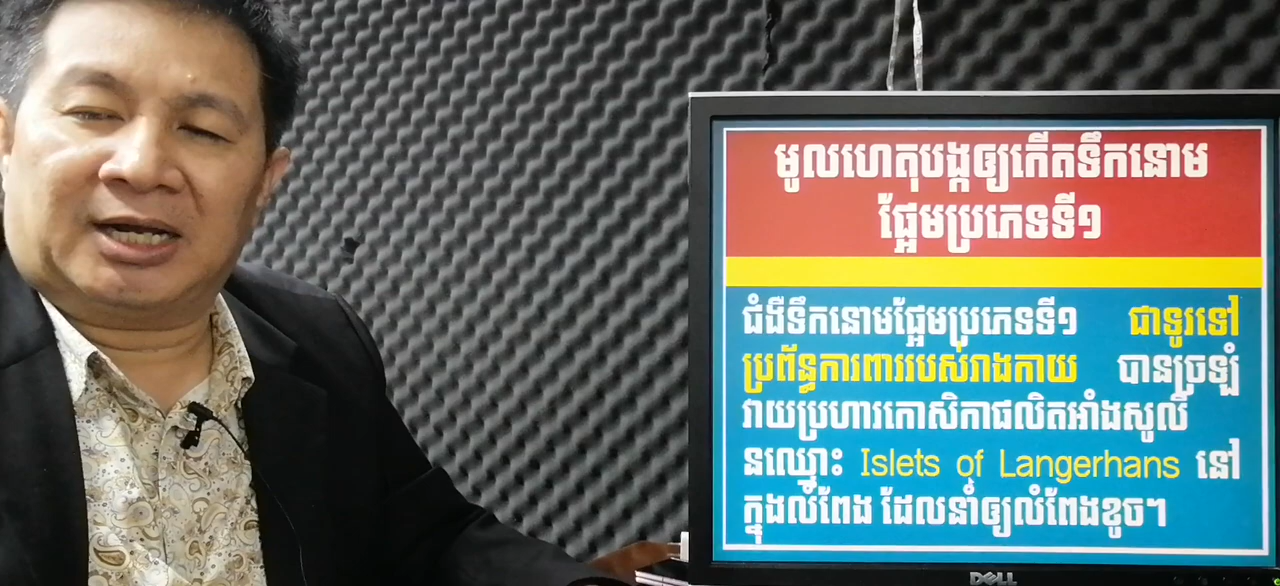 មូលហេតុបង្កឲ្យកើតទឹកនោម
ផ្អែមប្រភេទទី១
ជំងឺទឹកនោមផ្អែមប្រភេទទី១ ជាទូរទៅ
ប្រព័ន្ធការពាររបស់រាងកាយ បានច្រឡំ
វាយប្រហារកោសិកាផលិតអាំងសូលី
នឈ្មោះ Islets of Langerhans នៅ
ក្នុងលំពែង ដែលនាំឲ្យលំពែងខូច។
DELL